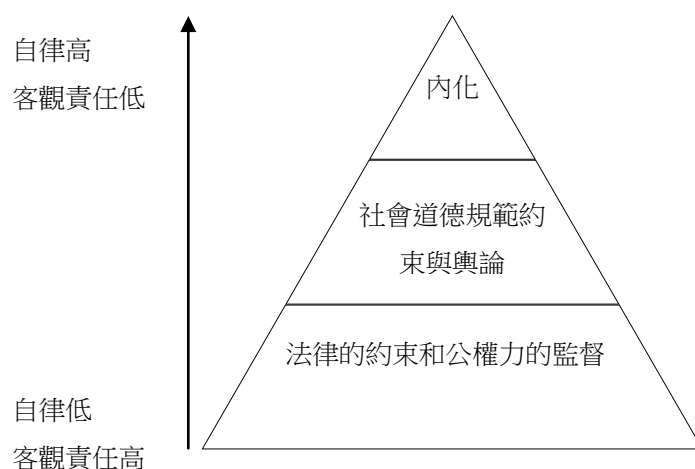 自律高
客觀責任低
內化
社會道德規範約
束與輿論
法律的約束和公權力的監督
自律低
客觀責任高